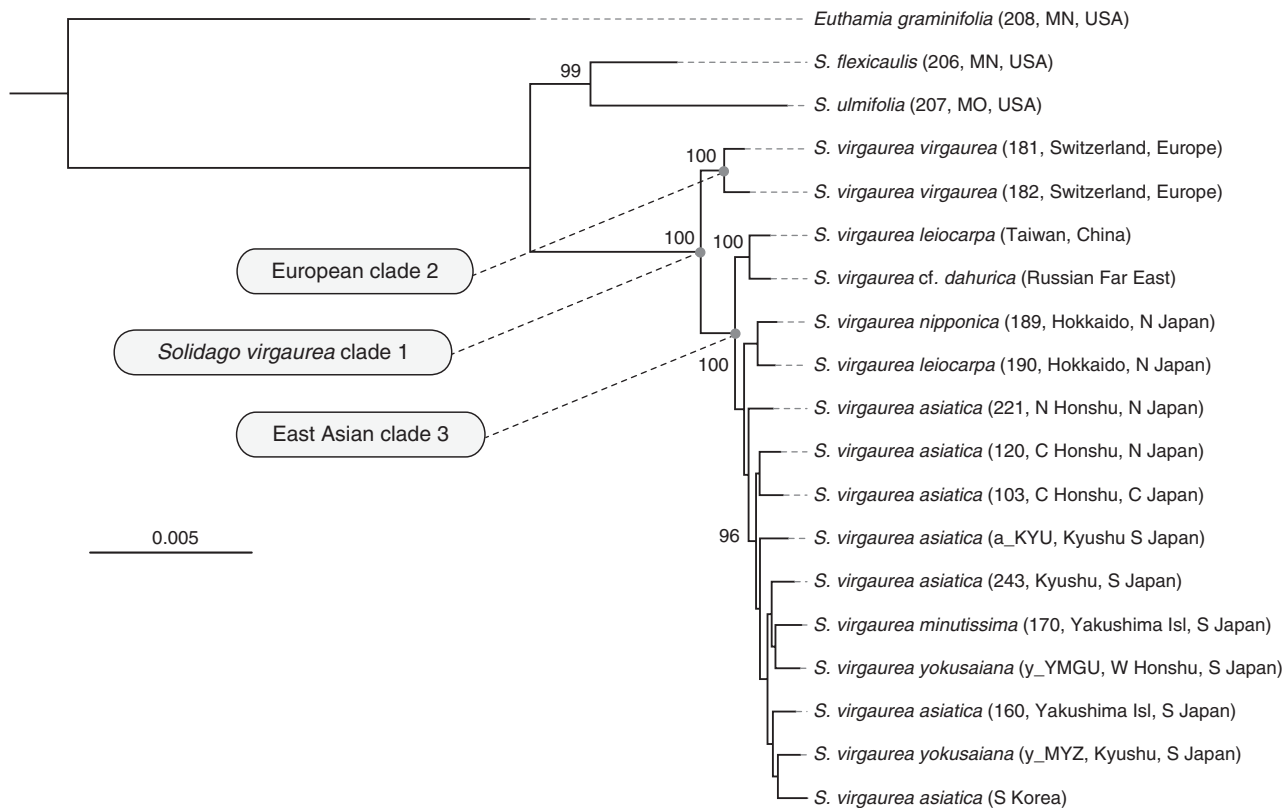 Euthamia graminifolia (208, MN, USA)
S. flexicaulis (206, MN, USA)
99
S. ulmifolia (207, MO, USA)
S. virgaurea virgaurea (181, Switzerland, Europe)
100
S. virgaurea virgaurea (182, Switzerland, Europe)
S. virgaurea leiocarpa (Taiwan, China)
100
100
European clade 2
S. virgaurea cf. dahurica (Russian Far East)
S. virgaurea nipponica (189, Hokkaido, N Japan)
Solidago virgaurea clade 1
100
S. virgaurea leiocarpa (190, Hokkaido, N Japan)
S. virgaurea asiatica (221, N Honshu, N Japan)
East Asian clade 3
S. virgaurea asiatica (120, C Honshu, N Japan)
S. virgaurea asiatica (103, C Honshu, C Japan)
0.005
96
S. virgaurea asiatica (a_KYU, Kyushu S Japan)
S. virgaurea asiatica (243, Kyushu, S Japan)
S. virgaurea minutissima (170, Yakushima Isl, S Japan)
S. virgaurea yokusaiana (y_YMGU, W Honshu, S Japan)
S. virgaurea asiatica (160, Yakushima Isl, S Japan)
S. virgaurea yokusaiana (y_MYZ, Kyushu, S Japan)
S. virgaurea asiatica (S Korea)